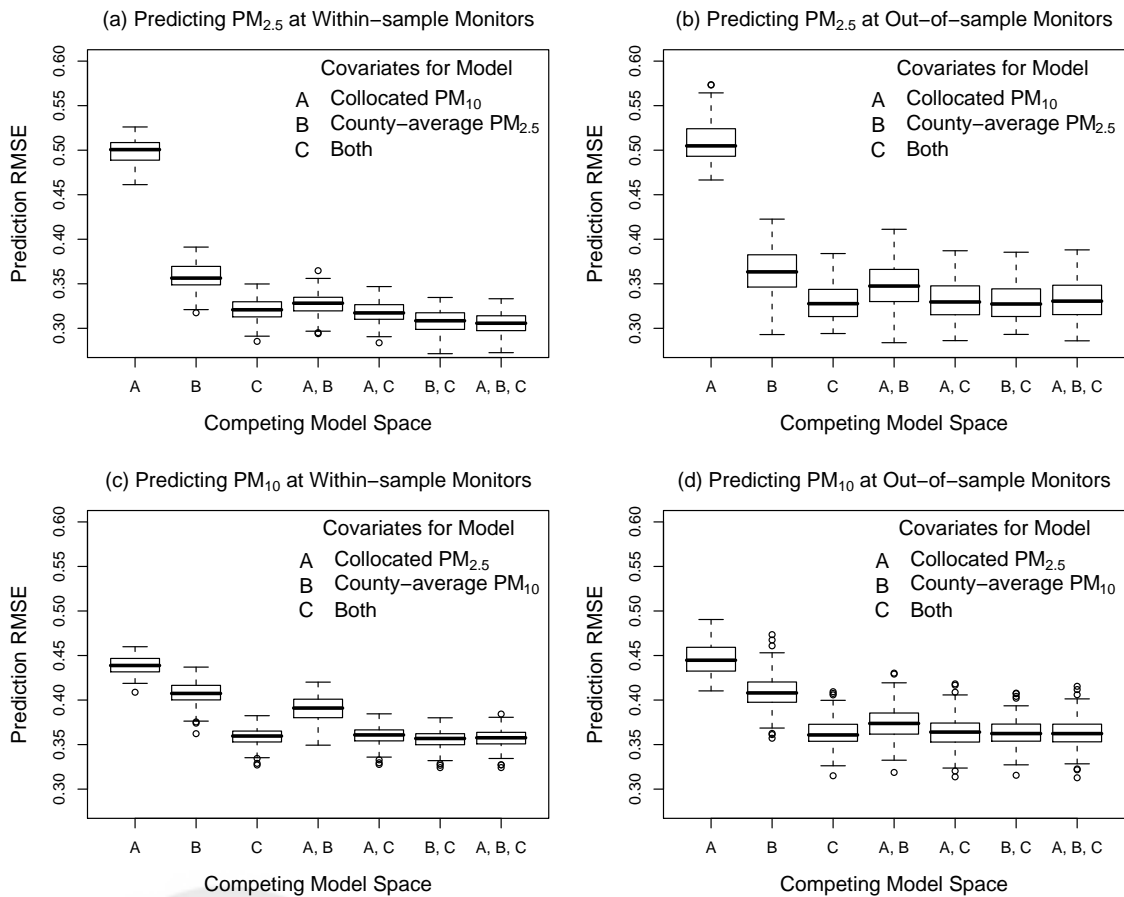 (a) Predicting PM2.5 at Within−sample Monitors
Prediction RMSE
0.60
0.55
0.50
0.45
0.40
0.35
0.30
Covariates for Model
A Collocated PM10
B County−average PM2.5
C Both
A B C A, B A, C B, C A, B, C
Competing Model Space
(b) Predicting PM2.5 at Out−of−sample Monitors
Prediction RMSE
0.60
0.55
0.50
0.45
0.40
0.35
0.30
Covariates for Model
A Collocated PM10
B County−average PM2.5
C Both
A B C A, B A, C B, C A, B, C
Competing Model Space
(c) Predicting PM10 at Within−sample Monitors
Prediction RMSE
0.60
0.55
0.50
0.45
0.40
0.35
0.30
Covariates for Model
A Collocated PM2.5
B County−average PM10
C Both
A B C A, B A, C B, C A, B, C
Competing Model Space
(d) Predicting PM10 at Out−of−sample Monitors
Prediction RMSE
0.60
0.55
0.50
0.45
0.40
0.35
0.30
Covariates for Model
A Collocated PM2.5
B County−average PM10
C Both
A B C A, B A, C B, C A, B, C
Competing Model Space